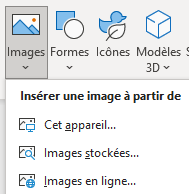 Images Formes Icônes Modèles
3D
Insérer une image à partir de
Cet appareil...
Images stockées...
Images en ligne...